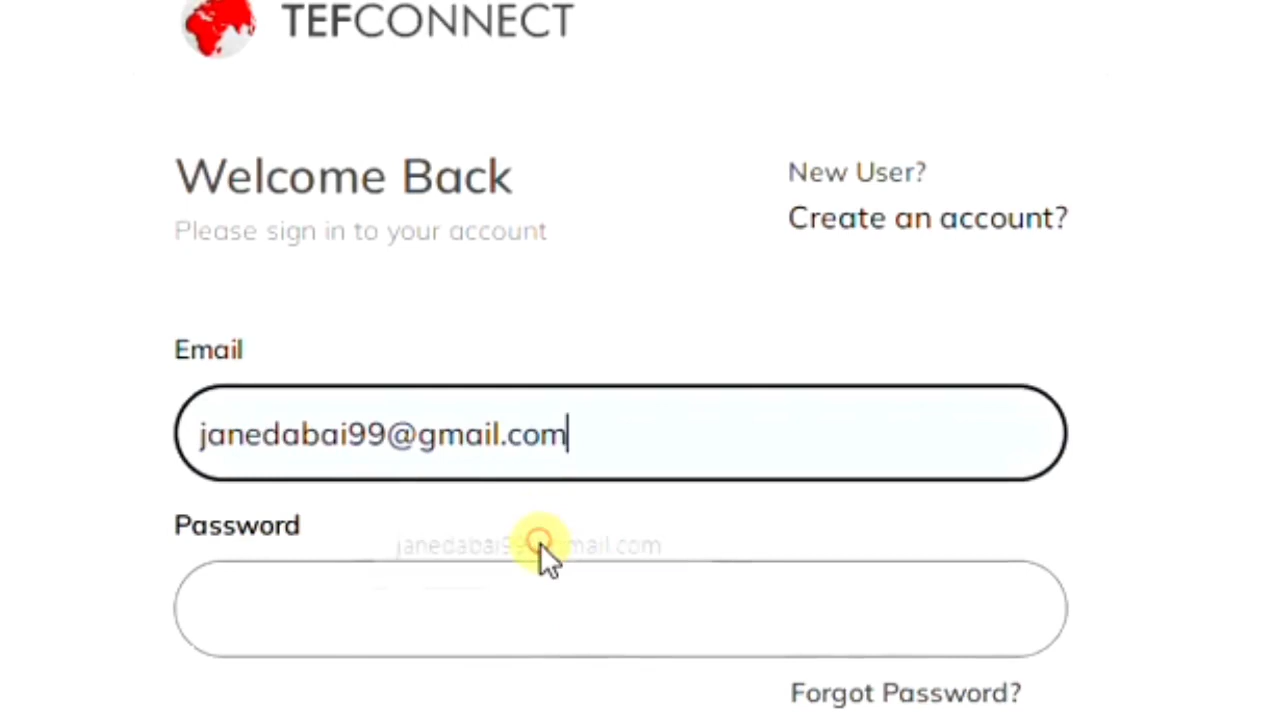 TEFCONNECT
Welcome Back
New User?
Please sign in to your account
Create an account?
Email
janedabai99@gmail.com
Password
Forgot Password?